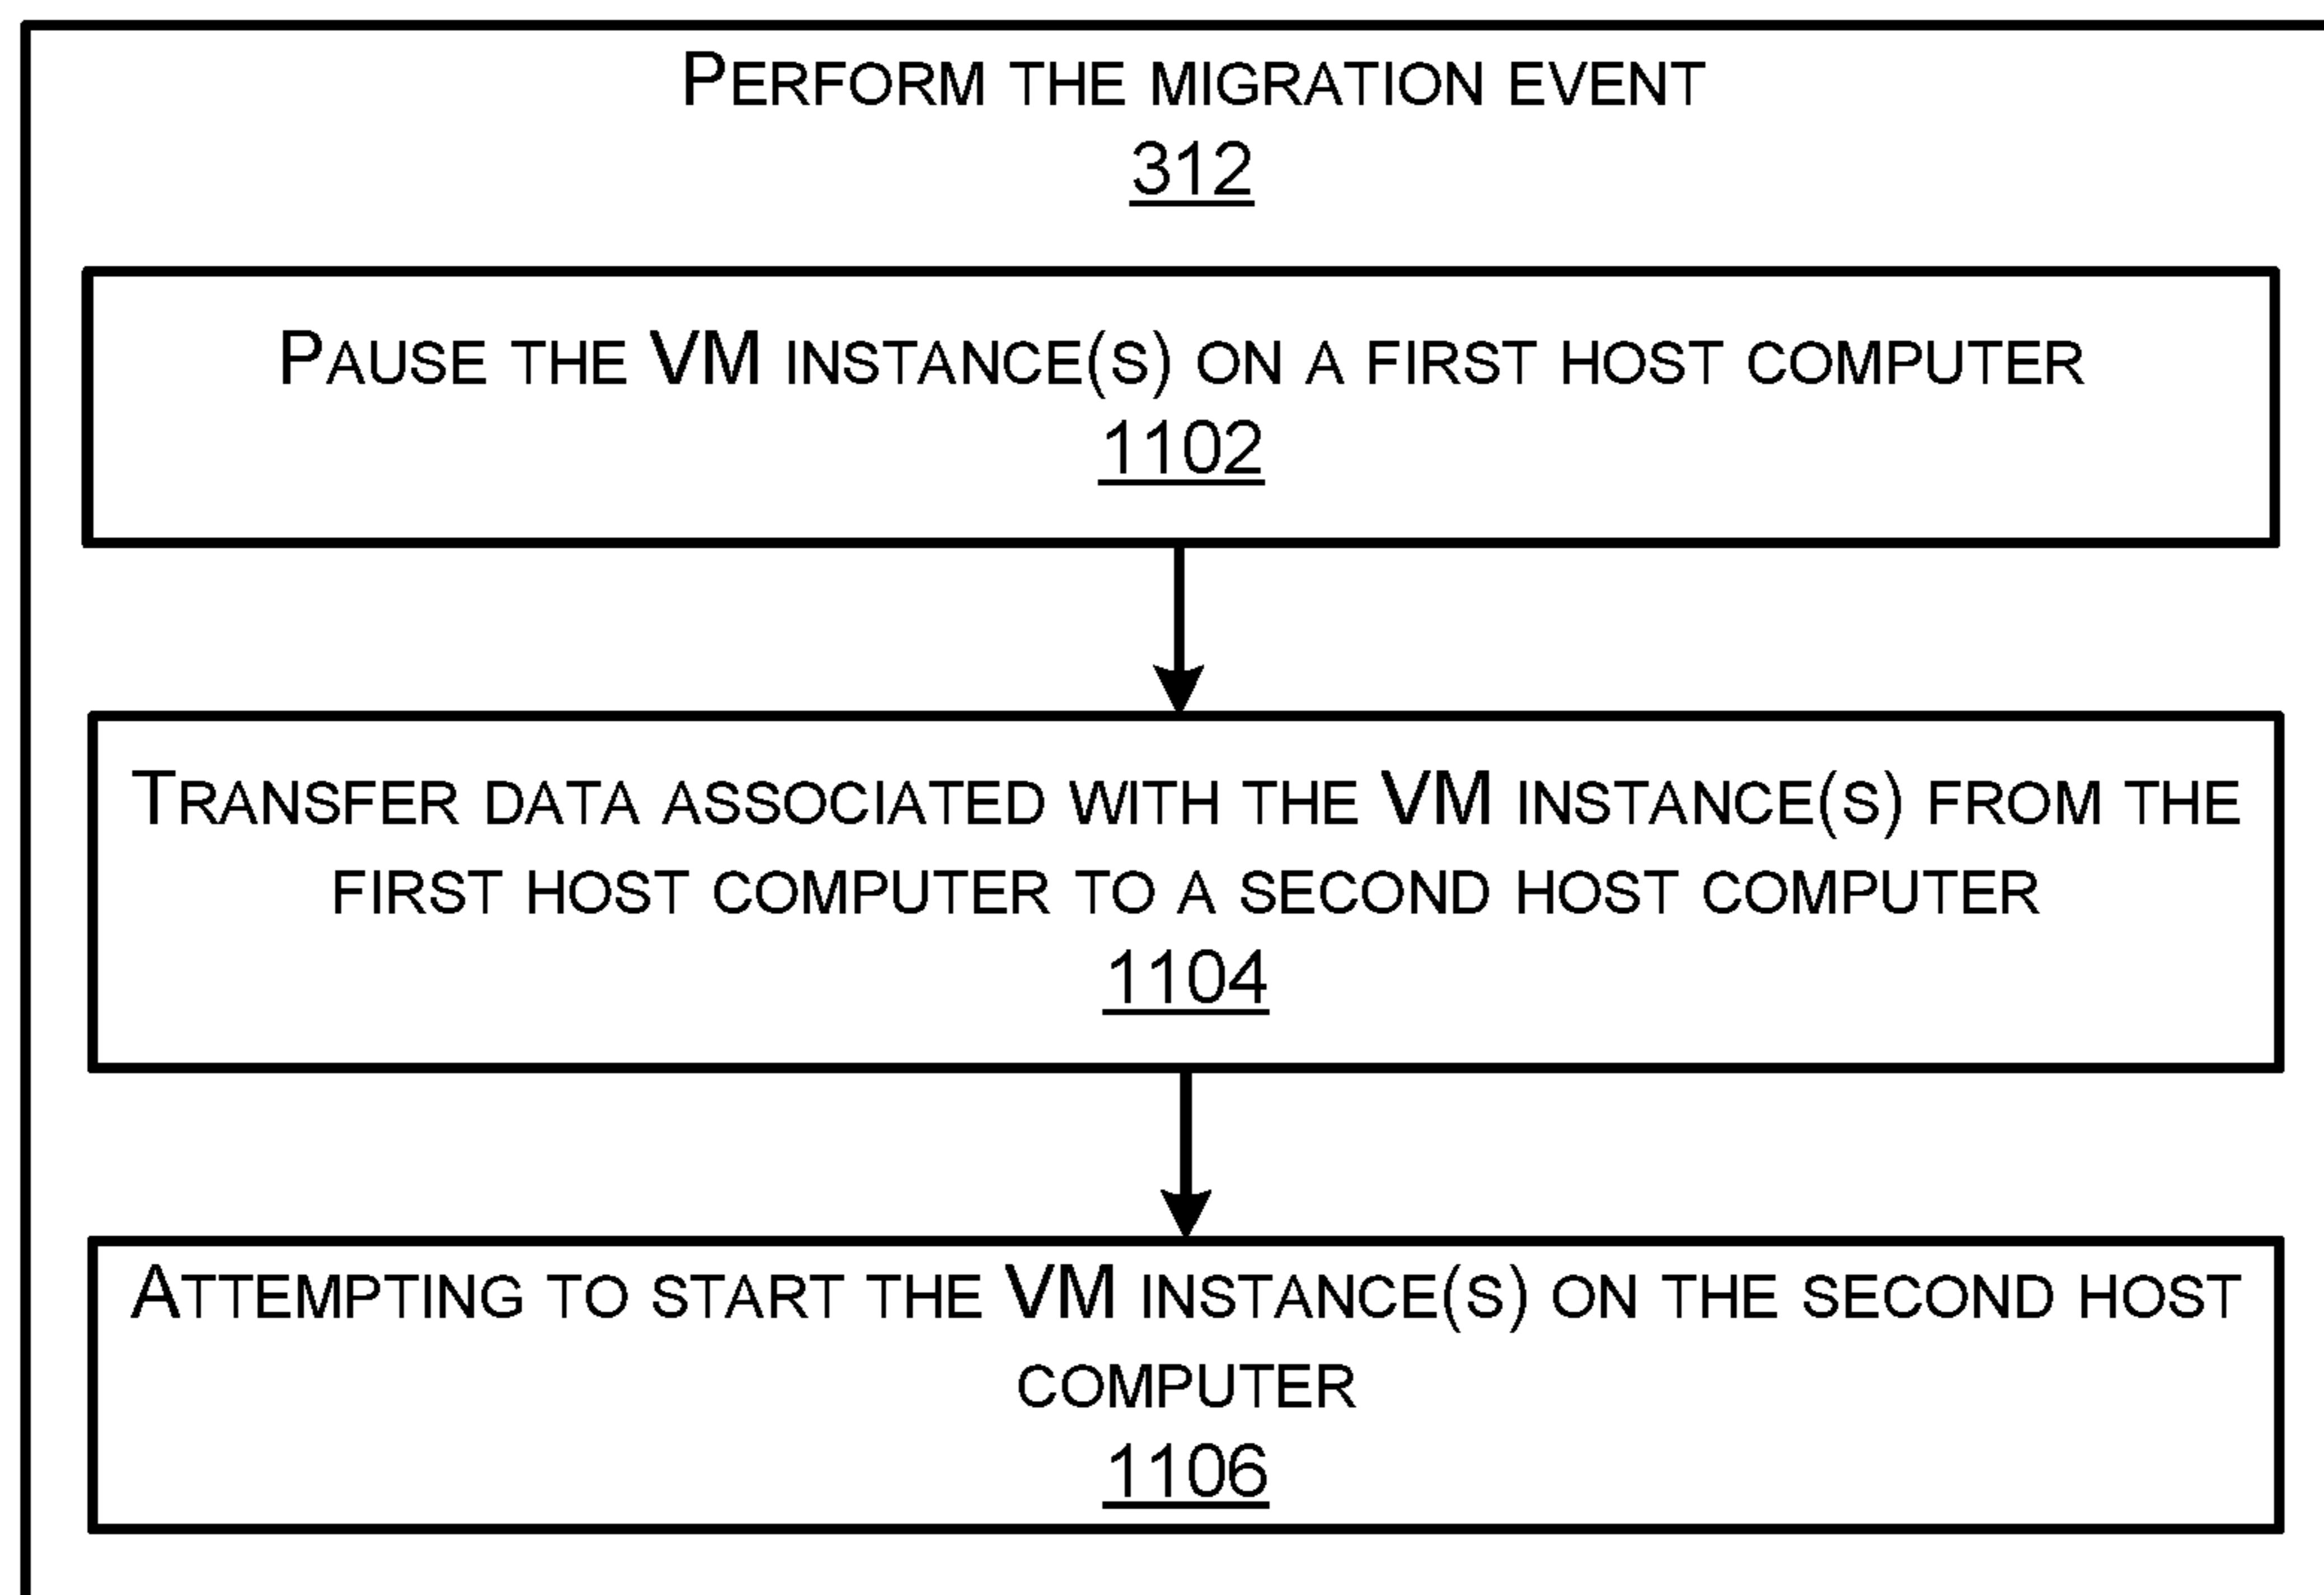 PERFORM THE MIGRATION EVENT
312
PAUSE THE VM INSTANCE(S) ON A FIRST HOST COMPUTER
1102
TRANSFER DATA ASSOCIATED WITH THE VM INSTANCE(S) FROM THE
FIRST HOST COMPUTER TO A SECOND HOST COMPUTER
1104
ATTEMPTING TO START THE VM INSTANCE(S) ON THE SECOND HOST
COMPUTER
1106